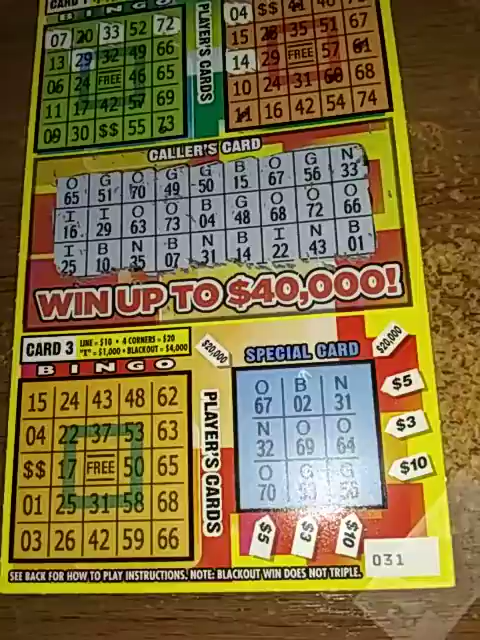 CARD 1
BINGO
07 20 33 52 72
13 29 32 49 66
06 24 FREE 46 65
11 17 42 57 69
09 30 $$ 55 73
PLAYER'S CARDS
04 $$ 41
15 28 35 51 67
14 29 FREE 57 61
10 24 31 60 68
11 16 42 54 74
CALLER'S CARD
O G O G G B O G N
65 51 70 49 50 15 67 56 33
I I O O B G O O O
16 29 63 73 04 48 68 72 66
I B N B N B I N B
25 10 35 07 31 14 22 43 01
WIN UP TO $40,000!
CARD 3
LINE = $10 • 4 CORNERS = $20
"X" = $1,000 • BLACKOUT = $4,000
BINGO
15 24 43 48 62
04 22 37 53 63
$$ 17 FREE 50 65
01 25 31 58 68
03 26 42 59 66
PLAYER'S CARDS
$20,000
SPECIAL CARD
$20,000
O B N
67 02 31
$5
N O O
32 69 64
$3
O G G
70 56
$10
$5 $3 $10
031
SEE BACK FOR HOW TO PLAY INSTRUCTIONS. NOTE: BLACKOUT WIN DOES NOT TRIPLE.